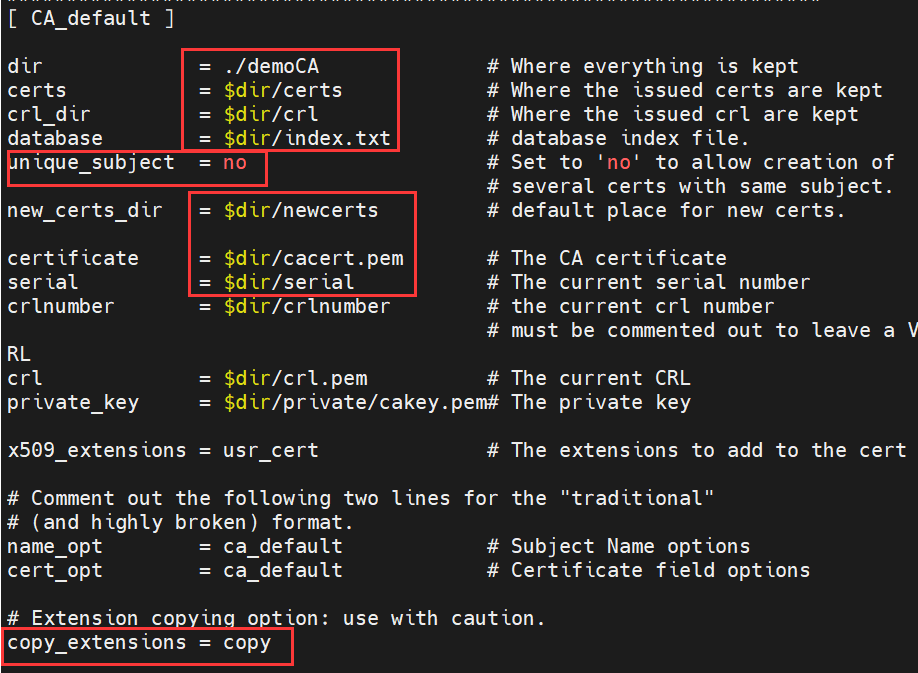 [ CA_default ]
dir = ./demoCA # Where everything is kept
certs = $dir/certs # Where the issued certs are kept
crl_dir = $dir/crl # Where the issued crl are kept
database = $dir/index.txt # database index file.
unique_subject = no # Set to 'no' to allow creation of
# several certs with same subject.
new_certs_dir = $dir/newcerts # default place for new certs.
certificate = $dir/cacert.pem # The CA certificate
serial = $dir/serial # The current serial number
crlnumber = $dir/crlnumber # the current crl number
# must be commented out to leave a V
RL
crl = $dir/crl.pem # The current CRL
private_key = $dir/private/cakey.pem# The private key
x509_extensions = usr_cert # The extensions to add to the cert
# Comment out the following two lines for the "traditional"
# (and highly broken) format.
name_opt = ca_default # Subject Name options
cert_opt = ca_default # Certificate field options
# Extension copying option: use with caution.
copy_extensions = copy